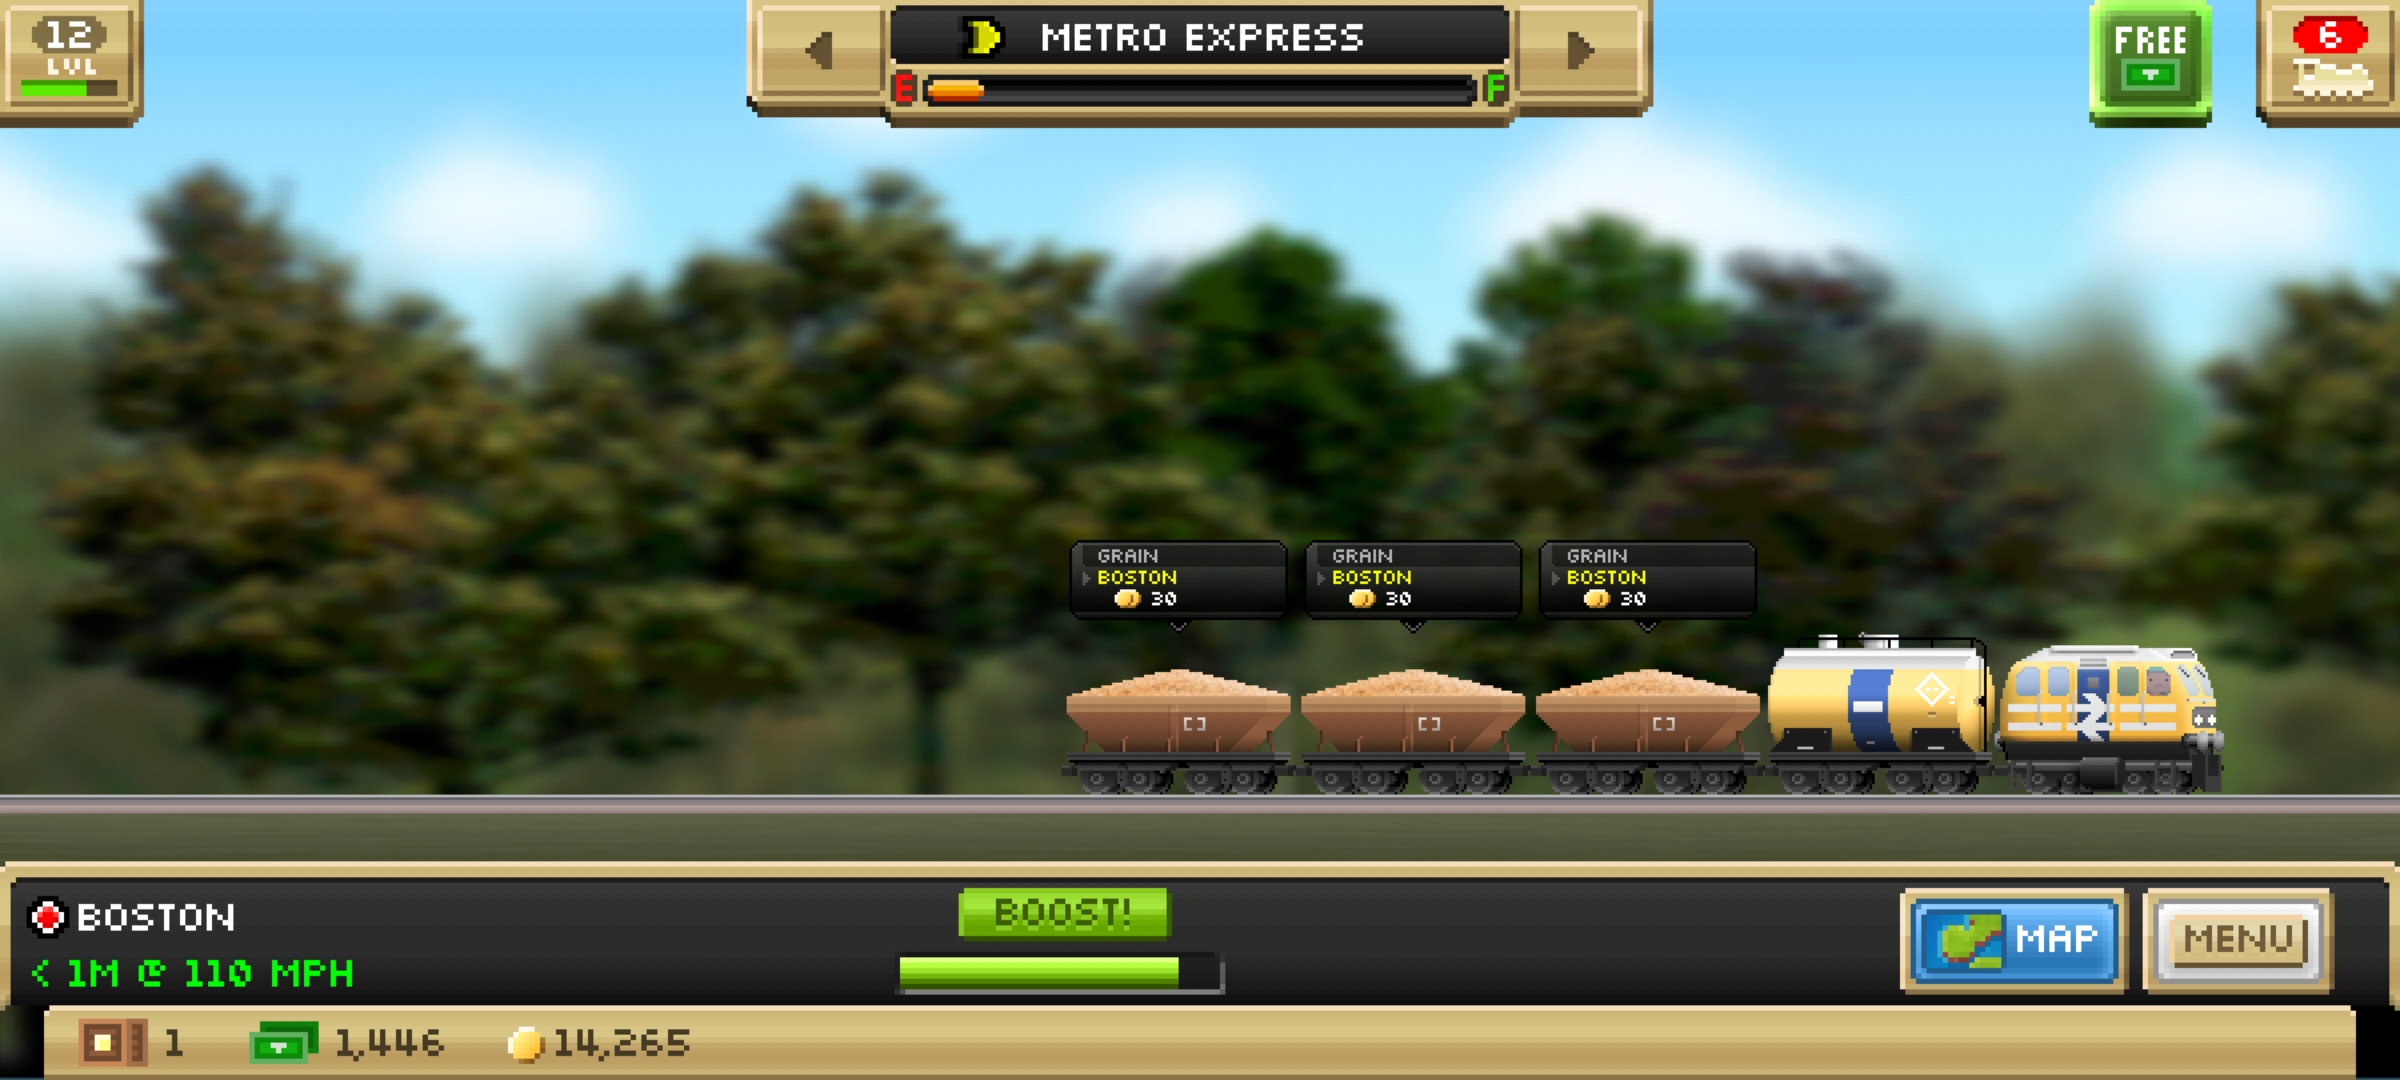 12
LVL
METRO EXPRESS
E
F
FREE
6
GRAIN
BOSTON
30
GRAIN
BOSTON
30
GRAIN
BOSTON
30
BOSTON
< 1M @ 110 MPH
BOOST!
MAP
MENU
1
1,446
14,265